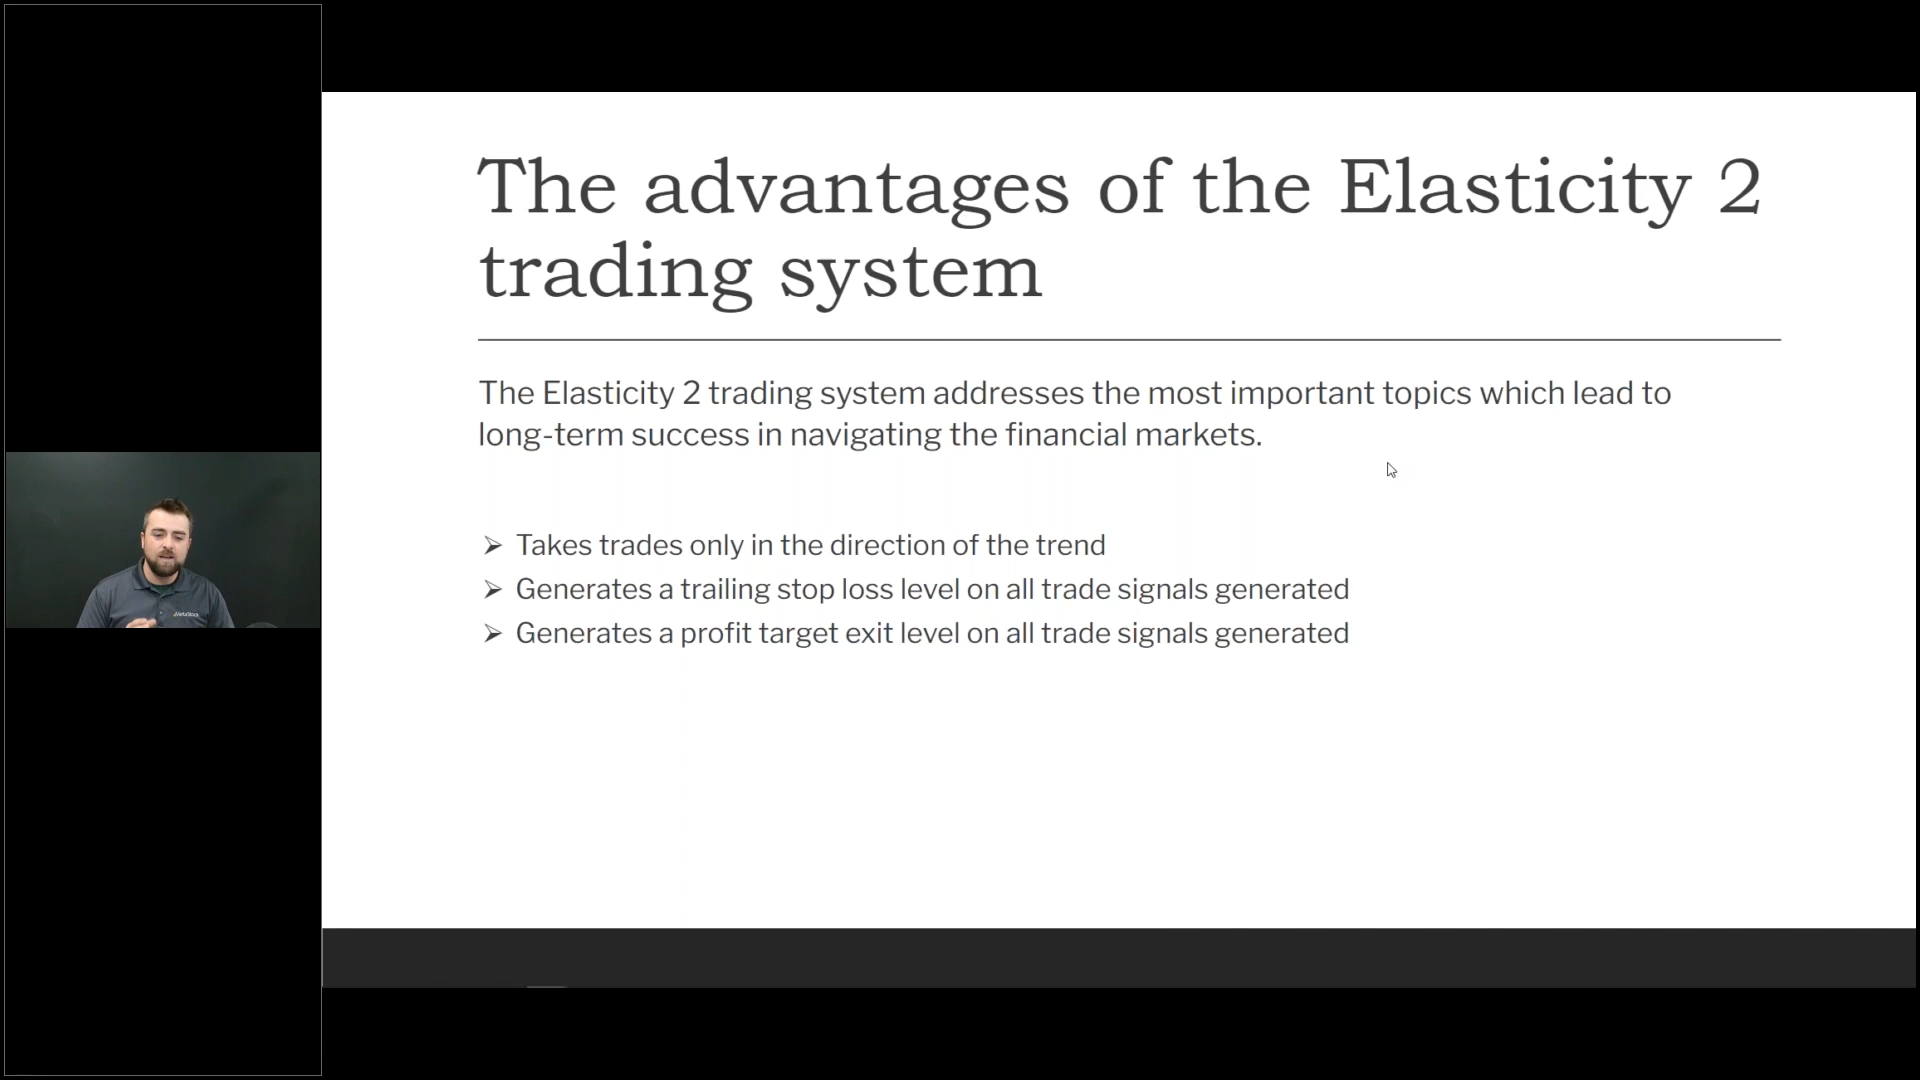 The advantages of the Elasticity 2
trading system
The Elasticity 2 trading system addresses the most important topics which lead to
long-term success in navigating the financial markets.
➢ Takes trades only in the direction of the trend
➢ Generates a trailing stop loss level on all trade signals generated
➢ Generates a profit target exit level on all trade signals generated